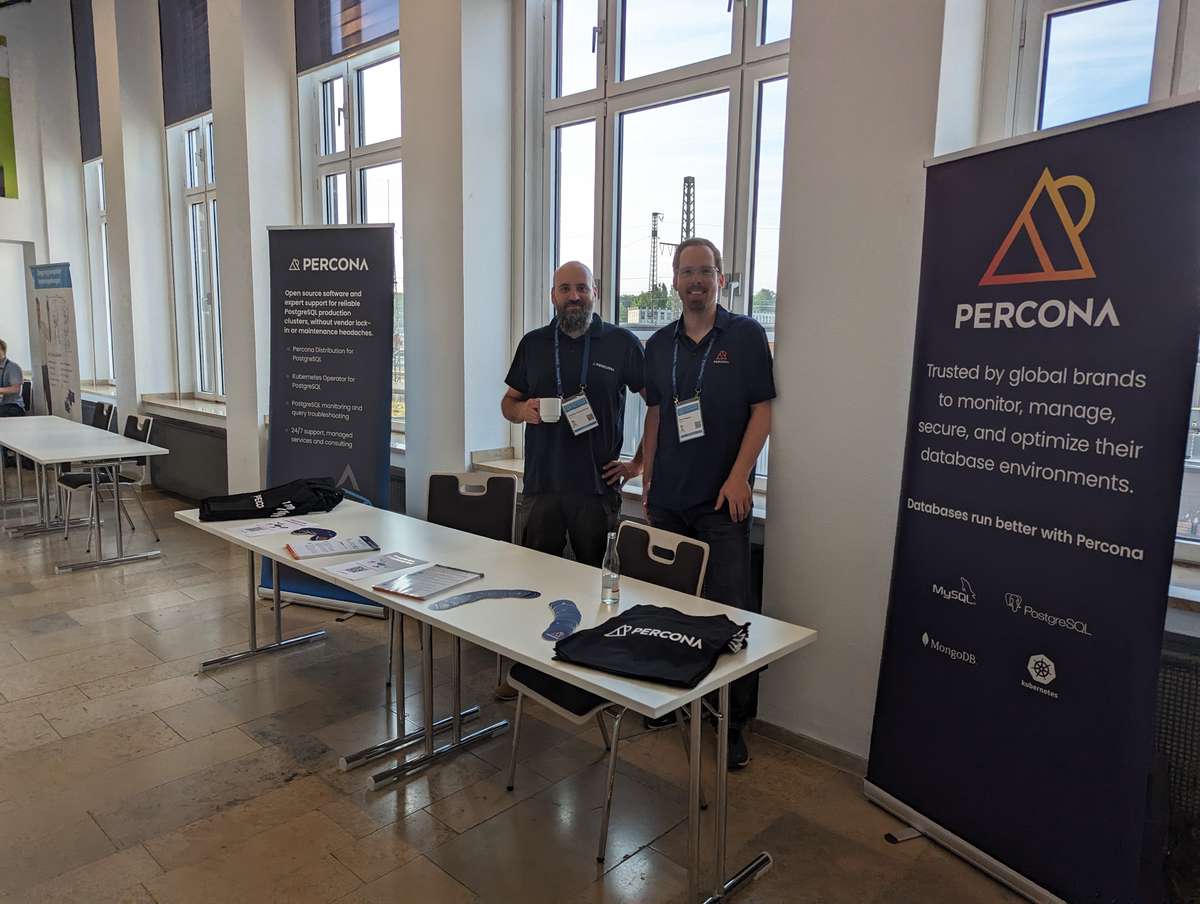 PERCONA
Open source software and
expert support for reliable
PostgreSQL production
clusters, without vendor lock-
in or maintenance headaches.
Percona Distribution for
PostgreSQL
Kubernetes Operator for
PostgreSQL
PostgreSQL monitoring and
query troubleshooting
24/7 support, managed
services and consulting
PERCONA
PERCONA
PERCONA
PERCONA
Trusted by global brands
to monitor, manage,
secure, and optimize their
database environments.
Databases run better with Percona
MySQL
PostgreSQL
MongoDB
kubernetes